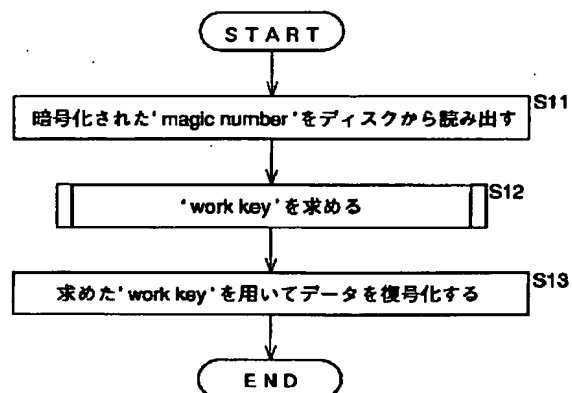 START
S11
暗号化された'magic number'をディスクから読み出す
S12
'work key'を求める
S13
求めた'work key'を用いてデータを復号化する
END